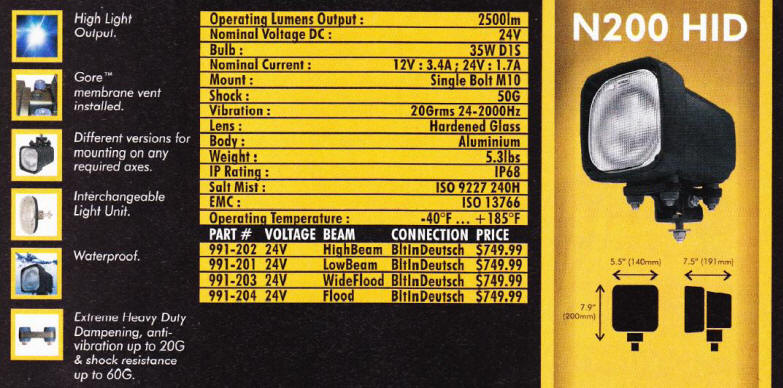 High Light
Output.
Gore™
membrane vent
installed.
Different versions for
mounting on any
required axes.
Interchangeable
Light Unit.
Waterproof.
Extreme Heavy Duty
Dampening, anti-
vibration up to 20G
& shock resistance
up to 60G.
Operating Lumens Output : 2500lm
Nominal Voltage DC : 24V
Bulb : 35W D1S
Nominal Current : 12V : 3.4A ; 24V : 1.7A
Mount : Single Bolt M10
Shock : 50G
Vibration : 20Grms 24-2000Hz
Lens : Hardened Glass
Body : Aluminium
Weight : 5.3lbs
IP Rating : IP68
Salt Mist : ISO 9227 240H
EMC : ISO 13766
Operating Temperature : -40°F ... +185°F
PART # VOLTAGE BEAM CONNECTION PRICE
991-202 24V HighBeam BltInDeutsch $749.99
991-201 24V LowBeam BltInDeutsch $749.99
991-203 24V WideFlood BltInDeutsch $749.99
991-204 24V Flood BltInDeutsch $749.99
N200 HID
5.5" (140mm) 7.5" (191mm)
7.9"
(200mm)